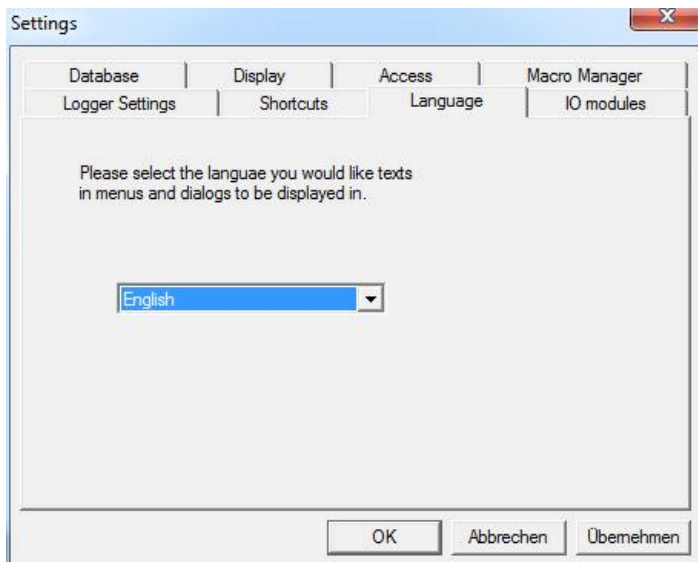 Settings
Database Display Access Macro Manager
Logger Settings Shortcuts Language IO modules
Please select the languae you would like texts
in menus and dialogs to be displayed in.
English
OK Abbrechen Übernehmen